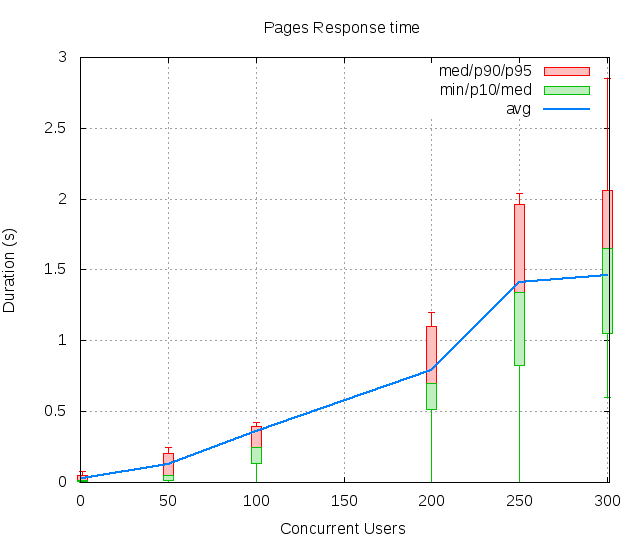 Pages Response time
3
med/p90/p95
min/p10/med
avg
2.5
2
1.5
1
0.5
0
Duration (s)
0 50 100 150 200 250 300
Concurrent Users